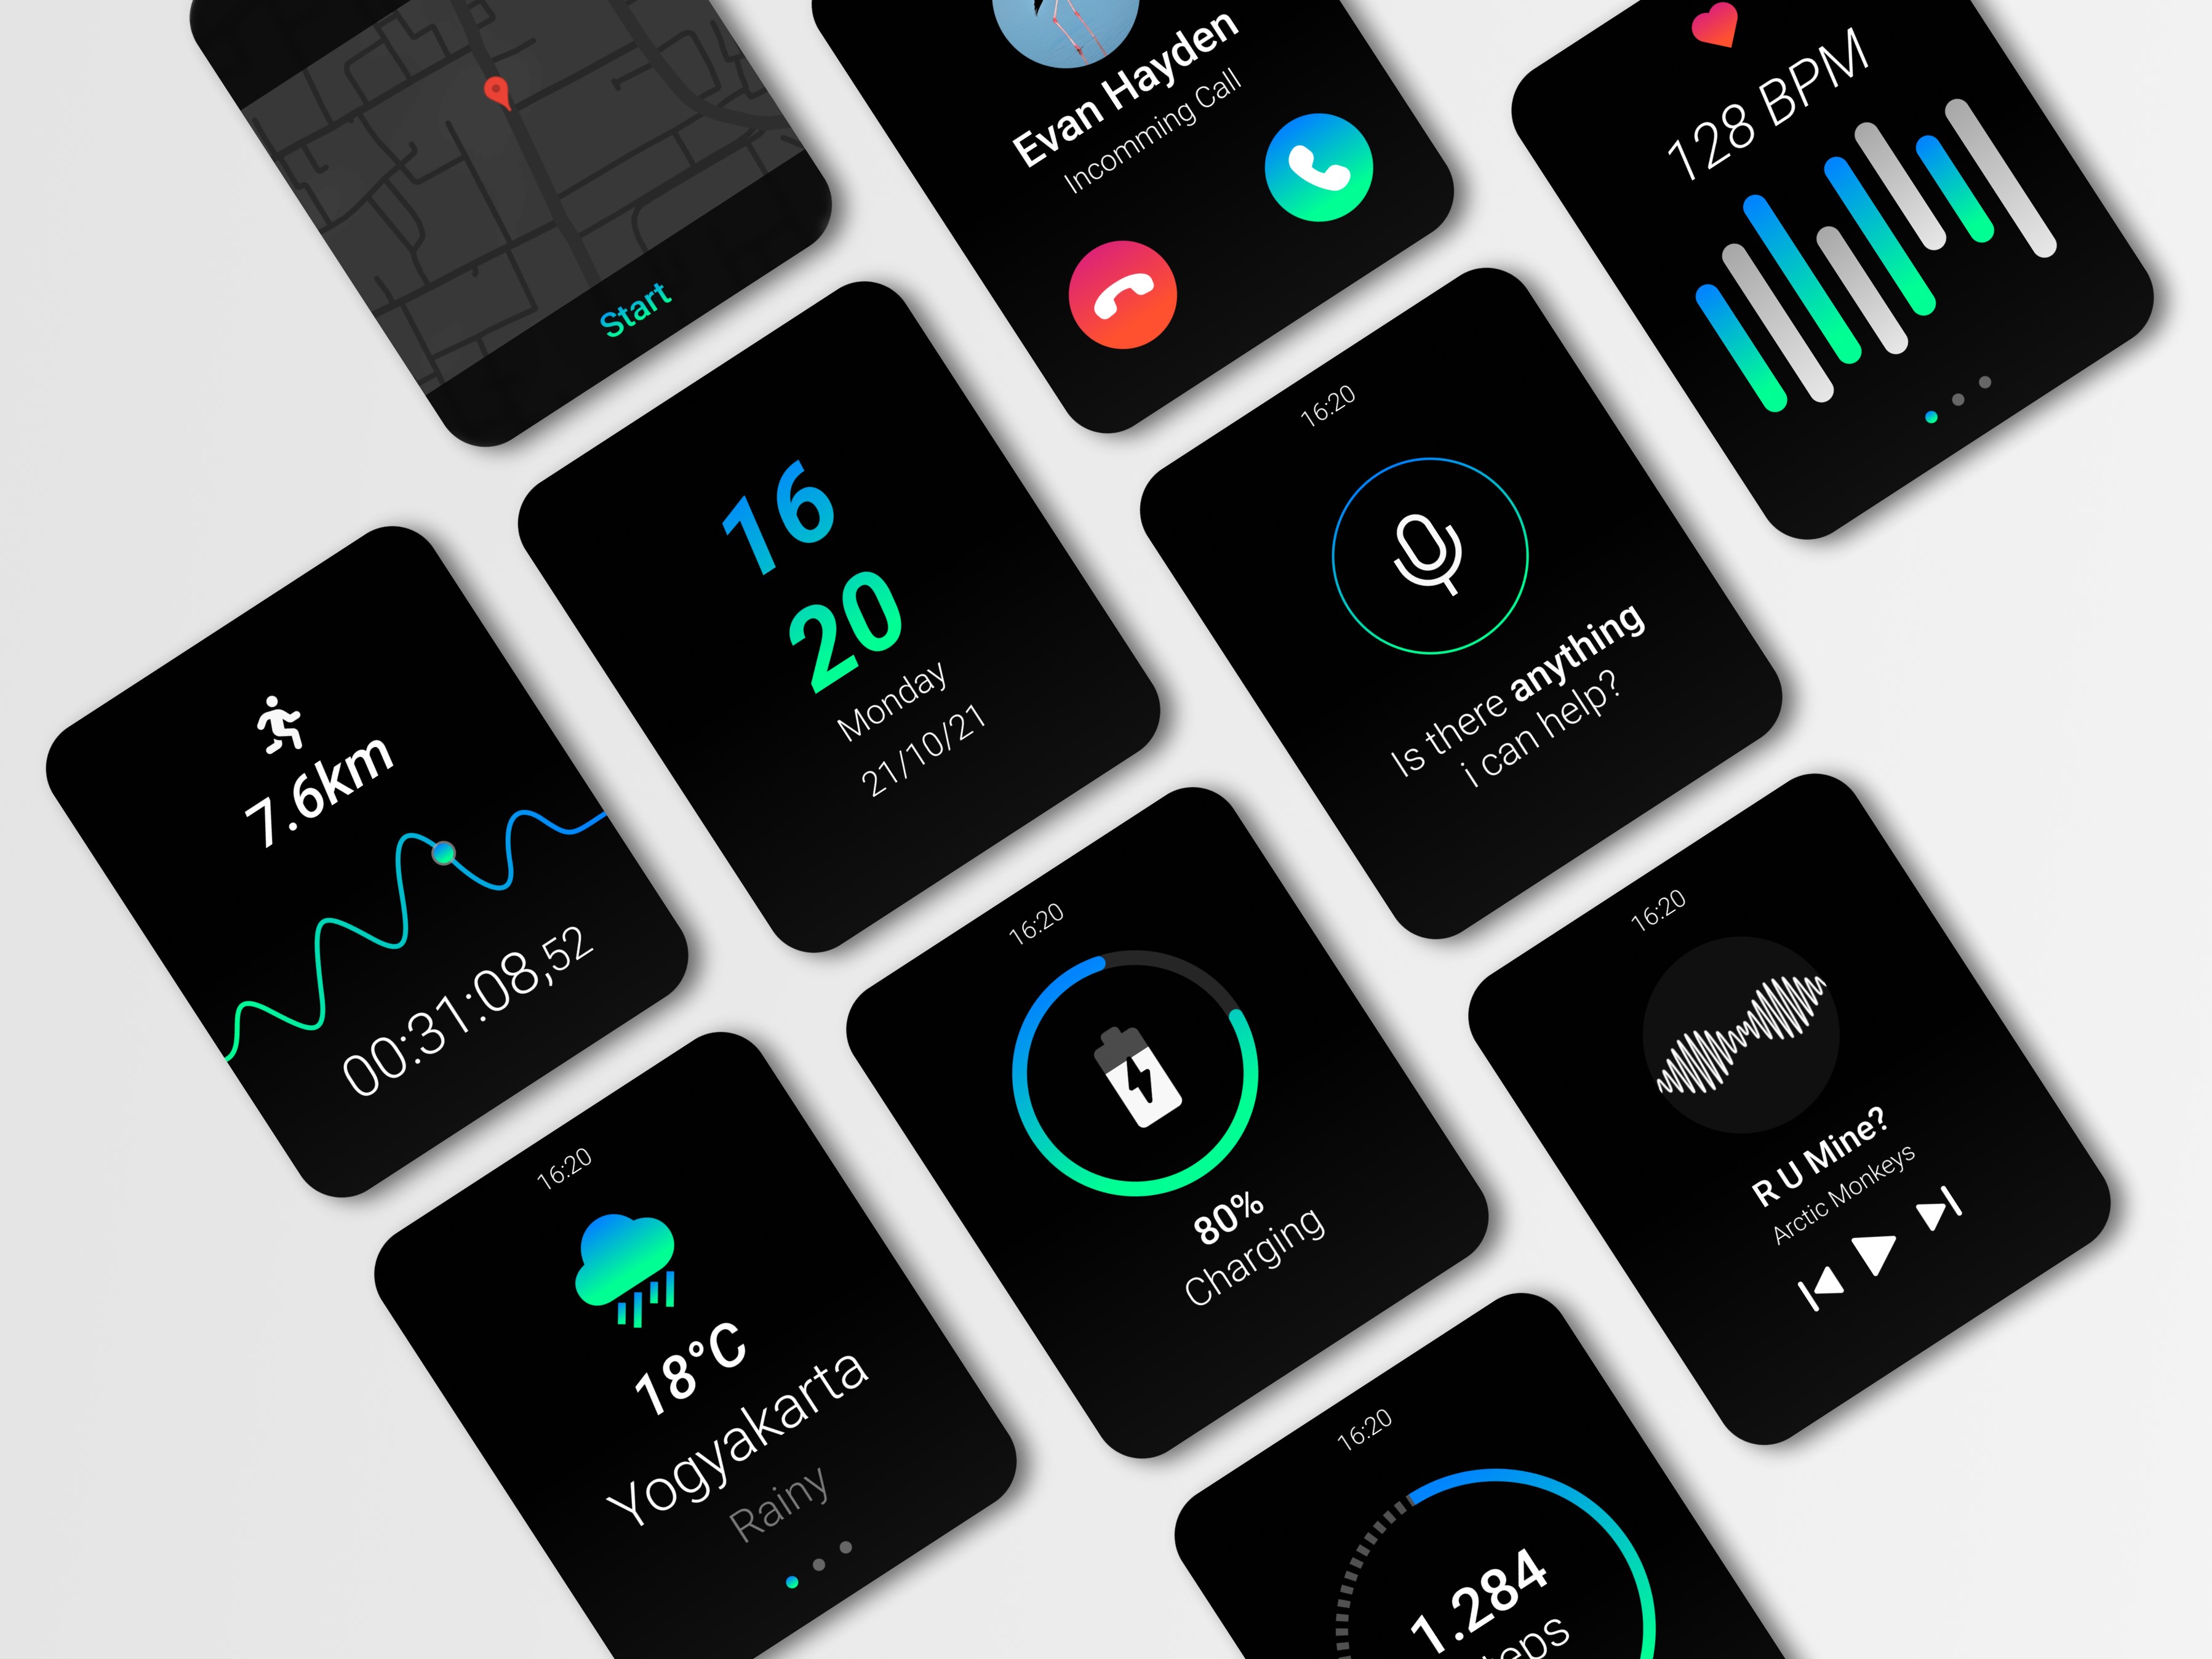 Start
Evan Hayden
Incomming Call
128 BPM
16
20
Monday
21/10/21
16:20
Is there anything
i can help?
7.6km
00:31:08,52
16:20
80%
Charging
16:20
R U Mine?
Arctic Monkeys
16:20
18°C
Yogyakarta
Rainy
16:20
1.284